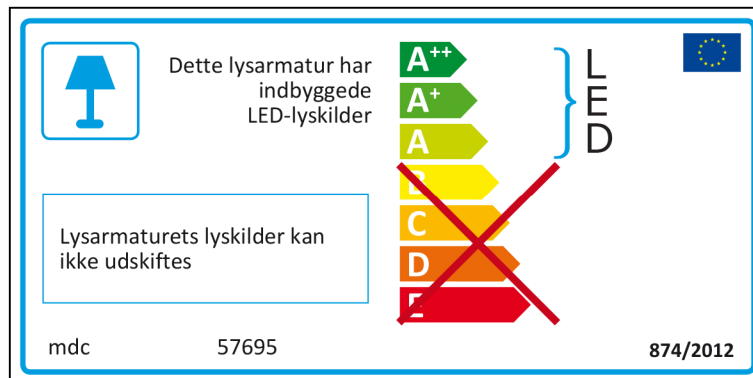 Dette lysarmatur har
indbyggede
LED-lyskilder
A++
A+
A
B
C
D
E
L
E
D
Lysarmaturets lyskilder kan
ikke udskiftes
mdc 57695
874/2012